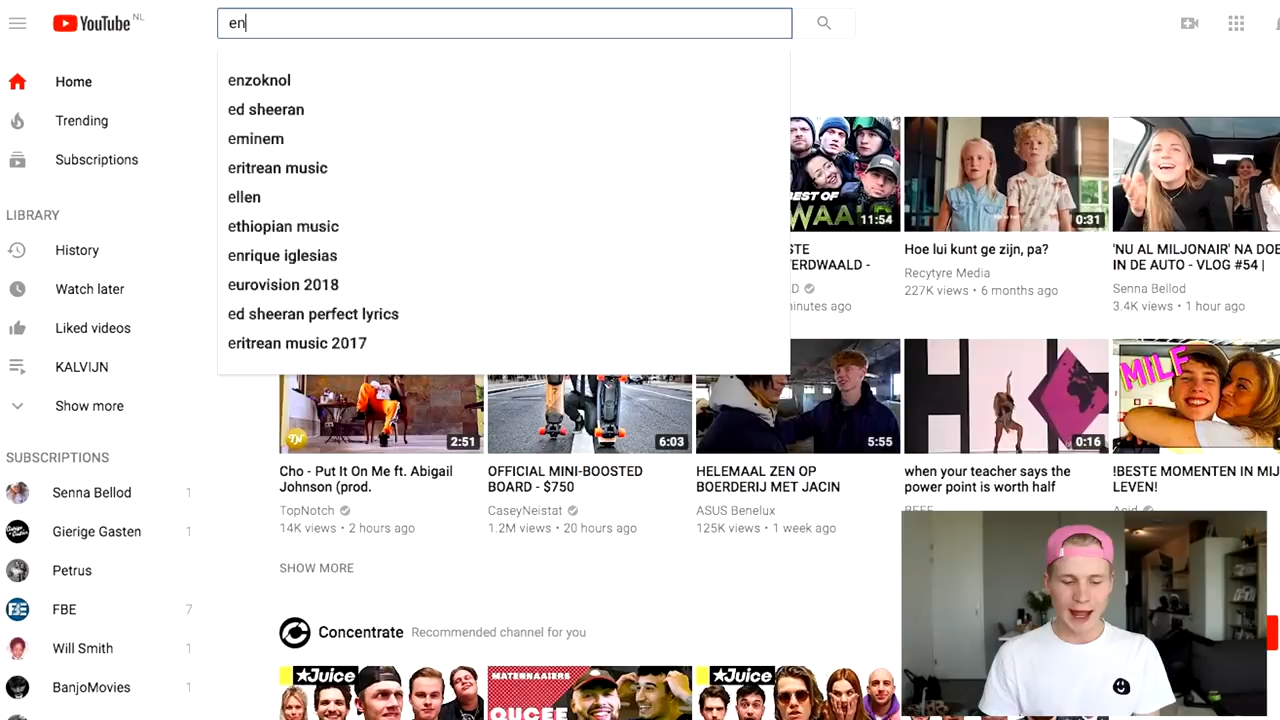 YouTube NL
en
enzoknol
ed sheeran
eminem
eritrean music
ellen
ethiopian music
enrique iglesias
eurovision 2018
ed sheeran perfect lyrics
eritrean music 2017
Home
Trending
Subscriptions
LIBRARY
History
Watch later
Liked videos
KALVIJN
Show more
SUBSCRIPTIONS
Senna Bellod 1
Gierige Gasten 1
Petrus
FBE 7
Will Smith 1
BanjoMovies 1
BEST OF
WAALD
11:54
STE
ERDWAALD -
D
minutes ago
0:31
Hoe lui kunt ge zijn, pa?
Recytyre Media
227K views • 6 months ago
'NU AL MILJONAIR' NA DOE
IN DE AUTO - VLOG #54 |
Senna Bellod
3.4K views • 1 hour ago
2:51
Cho - Put It On Me ft. Abigail
Johnson (prod.
TopNotch
14K views • 2 hours ago
6:03
OFFICIAL MINI-BOOSTED
BOARD - $750
CaseyNeistat
1.2M views • 20 hours ago
5:55
HELEMAAL ZEN OP
BOERDERIJ MET JACIN
ASUS Benelux
125K views • 1 week ago
0:16
when your teacher says the
power point is worth half
MILF
!BESTE MOMENTEN IN MIJ
LEVEN!
SHOW MORE
Concentrate Recommended channel for you
★Juice
MATERNAAIERS
★Juice